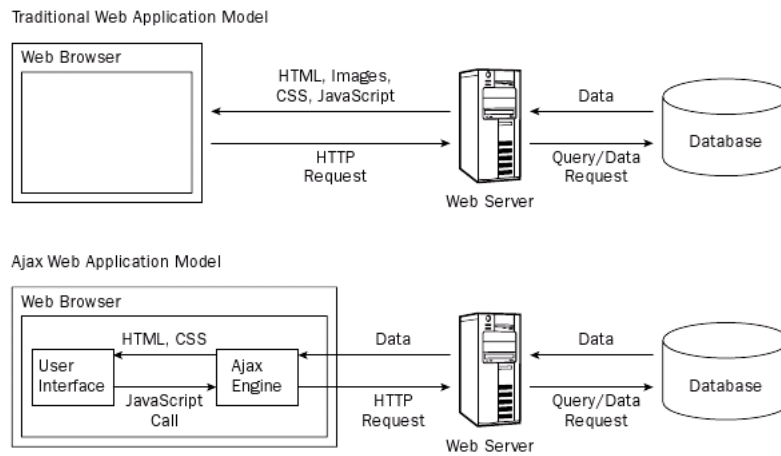 Traditional Web Application Model
Web Browser
HTML, Images,
CSS, JavaScript
HTTP
Request
Web Server
Data
Query/Data
Request
Database
Ajax Web Application Model
Web Browser
User
Interface
HTML, CSS
JavaScript
Call
Ajax
Engine
Data
HTTP
Request
Web Server
Data
Query/Data
Request
Database